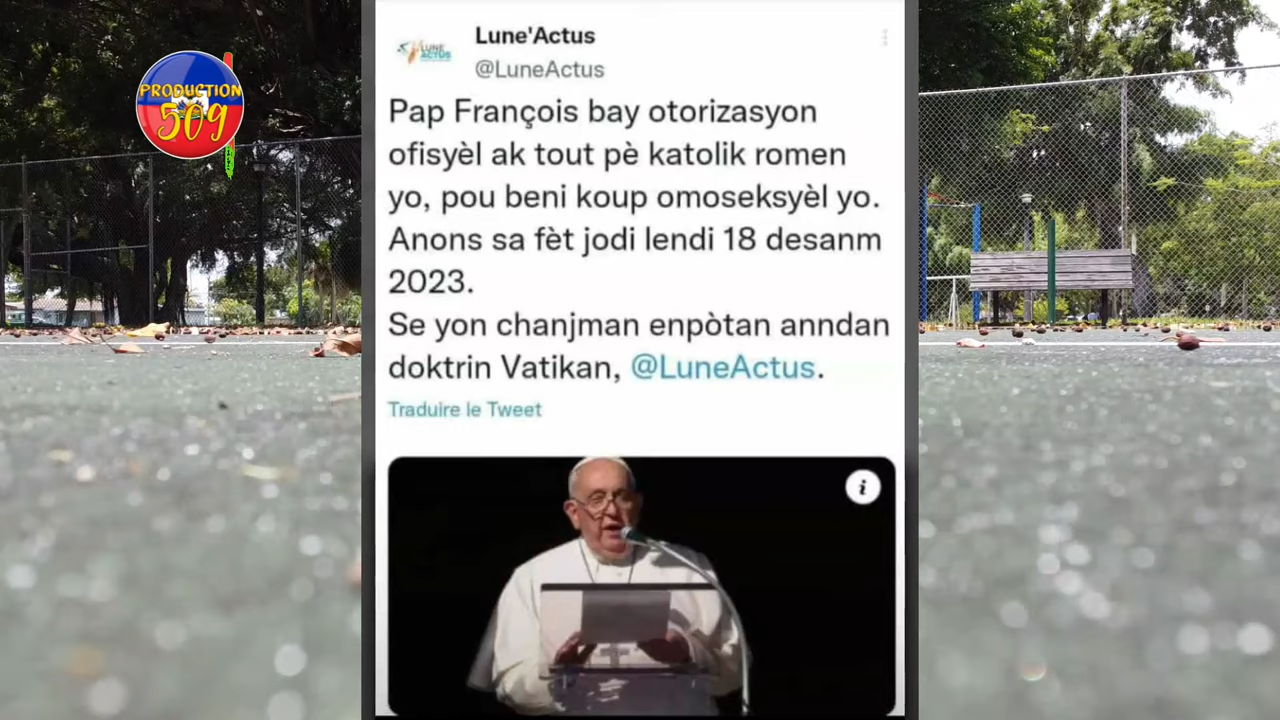 PRODUCTION
509
LUNE
ACTUS
Lune'Actus
@LuneActus
Pap François bay otorizasyon
ofisyèl ak tout pè katolik romen
yo, pou beni koup omoseksyèl yo.
Anons sa fèt jodi lendi 18 desanm
2023.
Se yon chanjman enpòtan anndan
doktrin Vatikan, @LuneActus.
Traduire le Tweet
i